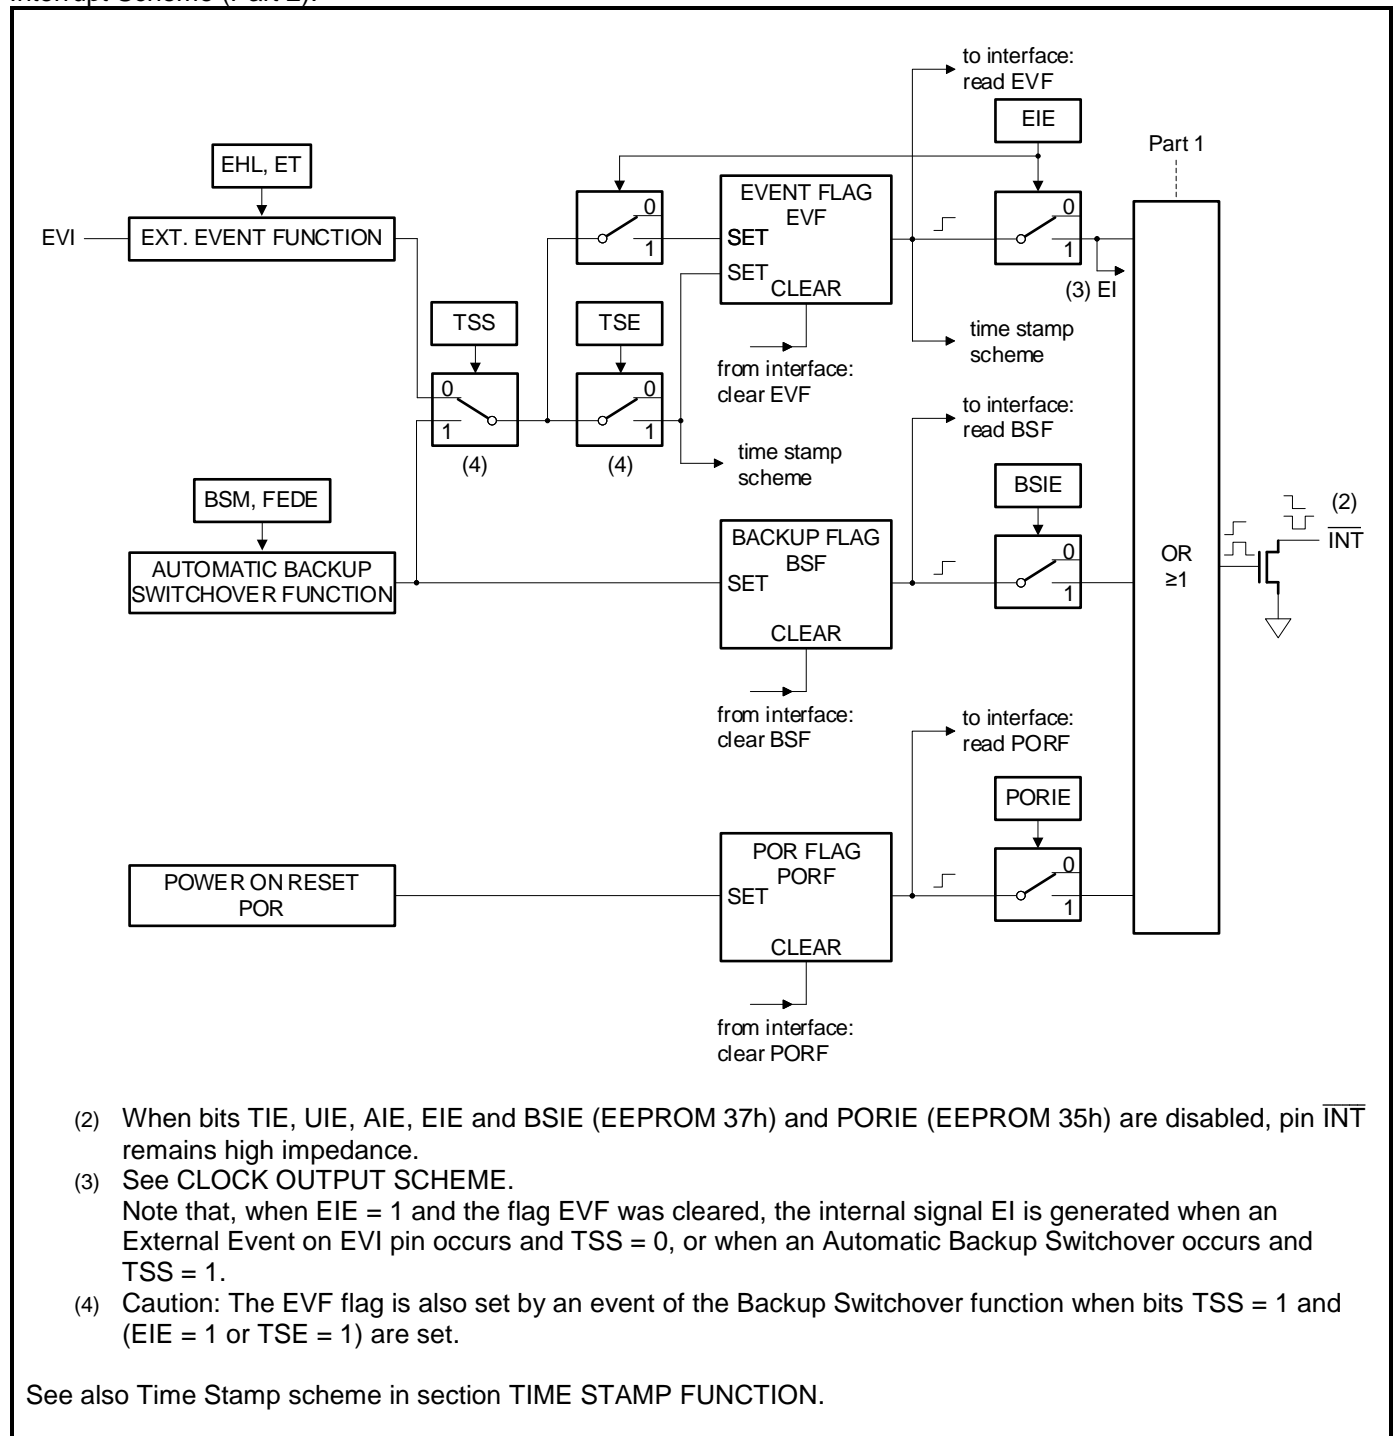 Interrupt Scheme (Part 2):
to interface:
read EVF
EIE
Part 1
EHL, ET
EVI
EXT. EVENT FUNCTION
0
1
EVENT FLAG
EVF
SET
SET
CLEAR
0
1
(3) EI
TSS
TSE
from interface:
clear EVF
time stamp
scheme
0
1
(4)
0
1
(4)
time stamp
scheme
to interface:
read BSF
BSM, FEDE
BSIE
AUTOMATIC BACKUP
SWITCHOVER FUNCTION
BACKUP FLAG
BSF
SET
CLEAR
0
1
OR
≥1
(2)
INT
from interface:
clear BSF
to interface:
read PORF
PORIE
POWER ON RESET
POR
POR FLAG
PORF
SET
CLEAR
0
1
from interface:
clear PORF
(2) When bits TIE, UIE, AIE, EIE and BSIE (EEPROM 37h) and PORIE (EEPROM 35h) are disabled, pin INT
remains high impedance.
(3) See CLOCK OUTPUT SCHEME.
Note that, when EIE = 1 and the flag EVF was cleared, the internal signal EI is generated when an
External Event on EVI pin occurs and TSS = 0, or when an Automatic Backup Switchover occurs and
TSS = 1.
(4) Caution: The EVF flag is also set by an event of the Backup Switchover function when bits TSS = 1 and
(EIE = 1 or TSE = 1) are set.
See also Time Stamp scheme in section TIME STAMP FUNCTION.